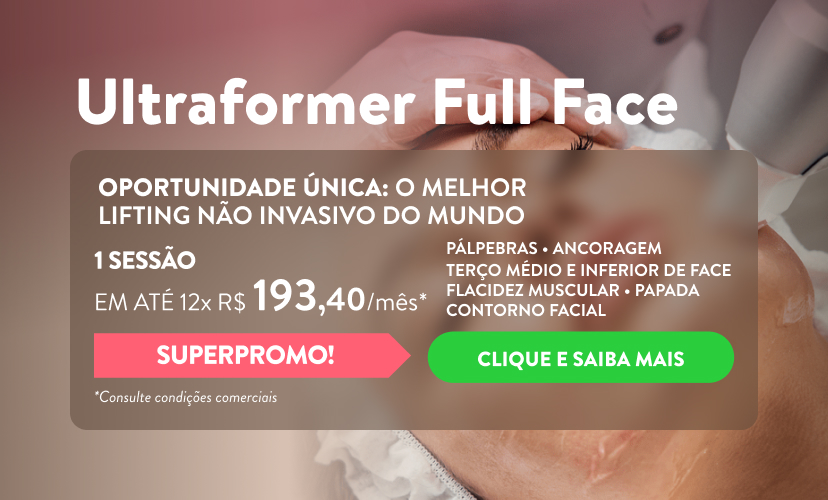 Ultraformer Full Face
OPORTUNIDADE ÚNICA: O MELHOR
LIFTING NÃO INVASIVO DO MUNDO
1 SESSÃO
EM ATÉ 12x R$ 193,40/mês*
PÁLPEBRAS • ANCORAGEM
TERÇO MÉDIO E INFERIOR DE FACE
FLACIDEZ MUSCULAR • PAPADA
CONTORNO FACIAL
SUPERPROMO!
CLIQUE E SAIBA MAIS
*Consulte condições comerciais